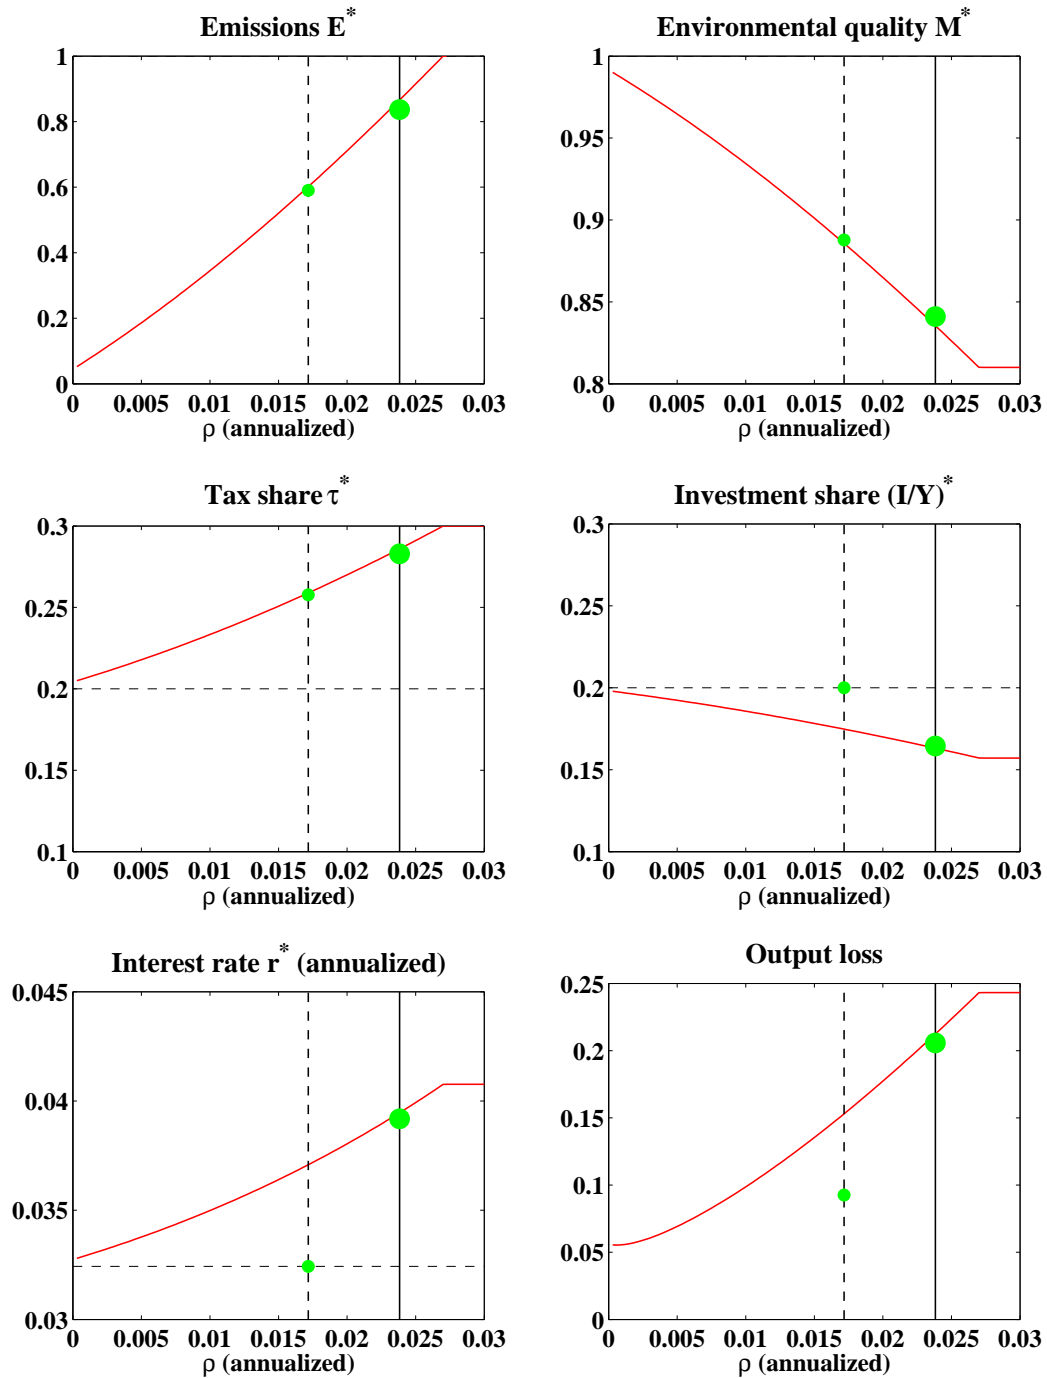 Emissions E*
1
0.8
0.6
0.4
0.2
0
0 0.005 0.01 0.015 0.02 0.025 0.03
ρ (annualized)
Environmental quality M*
1
0.95
0.9
0.85
0.8
0 0.005 0.01 0.015 0.02 0.025 0.03
ρ (annualized)
Tax share τ*
0.3
0.25
0.2
0.15
0.1
0 0.005 0.01 0.015 0.02 0.025 0.03
ρ (annualized)
Investment share (I/Y)*
0.3
0.25
0.2
0.15
0.1
0 0.005 0.01 0.015 0.02 0.025 0.03
ρ (annualized)
Interest rate r* (annualized)
0.045
0.04
0.035
0.03
0 0.005 0.01 0.015 0.02 0.025 0.03
ρ (annualized)
Output loss
0.25
0.2
0.15
0.1
0.05
0
0 0.005 0.01 0.015 0.02 0.025 0.03
ρ (annualized)